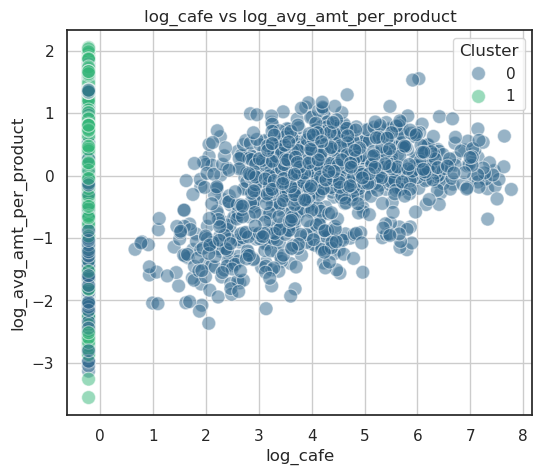 log_cafe vs log_avg_amt_per_product
Cluster
0
1
2
1
0
−1
−2
−3
log_avg_amt_per_product
0 1 2 3 4 5 6 7 8
log_cafe